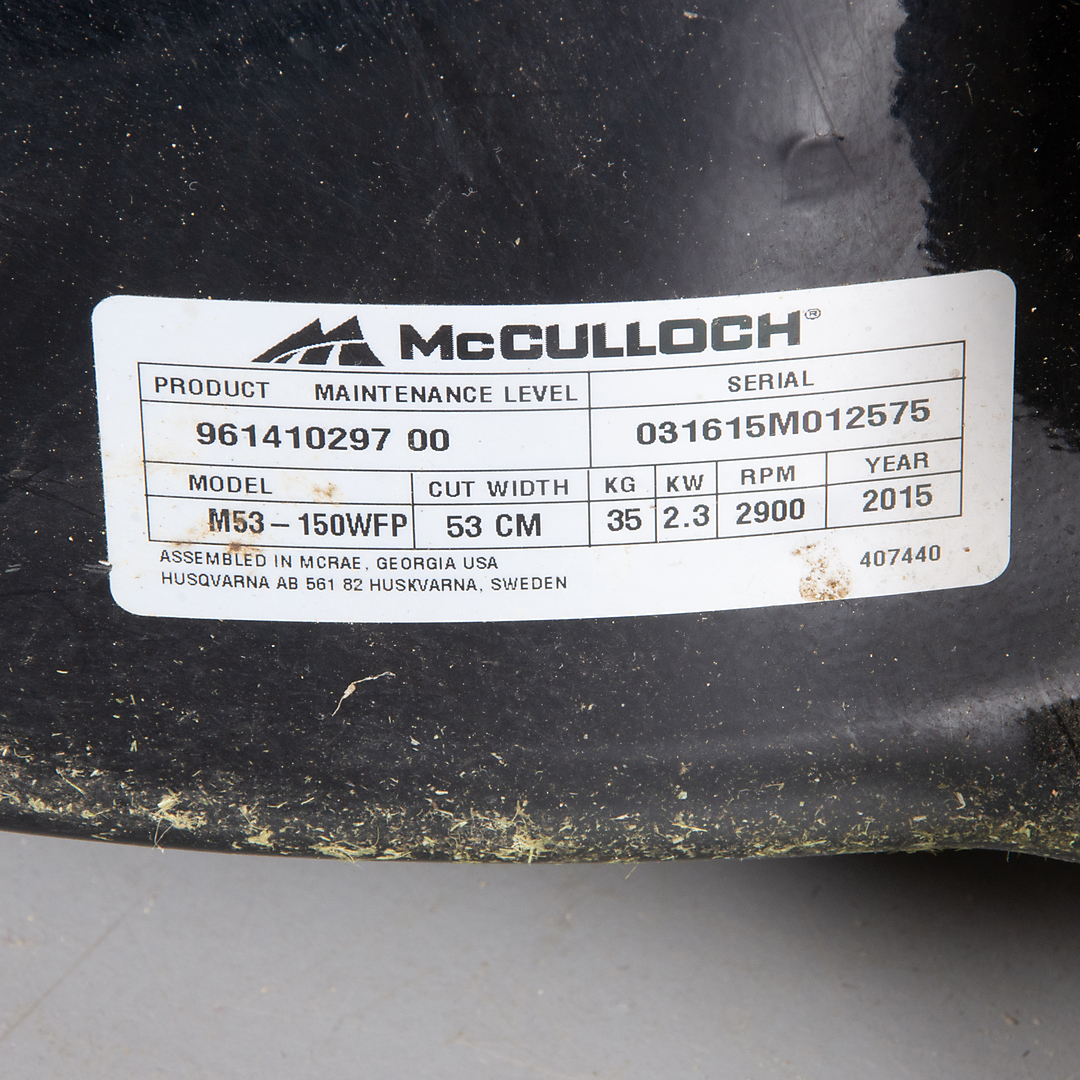 McCULLOCH®
PRODUCT MAINTENANCE LEVEL SERIAL
961410297 00 031615M012575
MODEL CUT WIDTH KG KW RPM YEAR
M53-150WFP 53 CM 35 2.3 2900 2015
ASSEMBLED IN MCRAE, GEORGIA USA
HUSQVARNA AB 561 82 HUSKVARNA, SWEDEN
407440